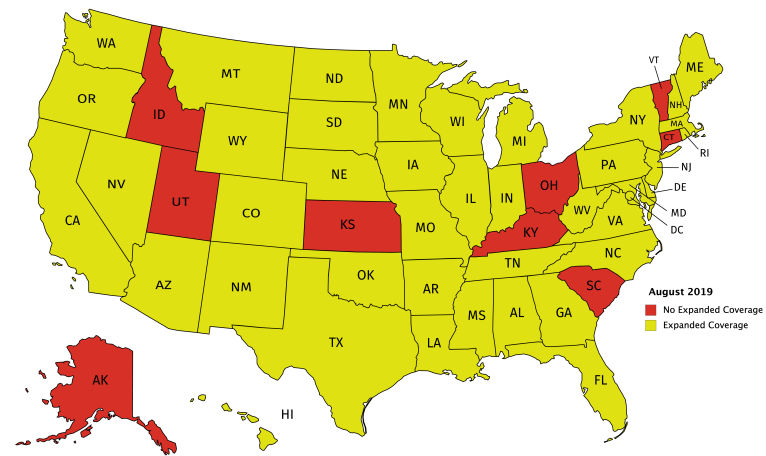 WA
MT
ND
MN
OR
ID
WY
SD
WI
MI
NY
VT
ME
NH
MA
CT
RI
NV
UT
CO
NE
IA
IL
IN
OH
PA
NJ
DE
MD
DC
CA
KS
MO
KY
WV
VA
AZ
NM
OK
AR
TN
NC
SC
TX
LA
MS
AL
GA
FL
AK
HI
August 2019
No Expanded Coverage
Expanded Coverage